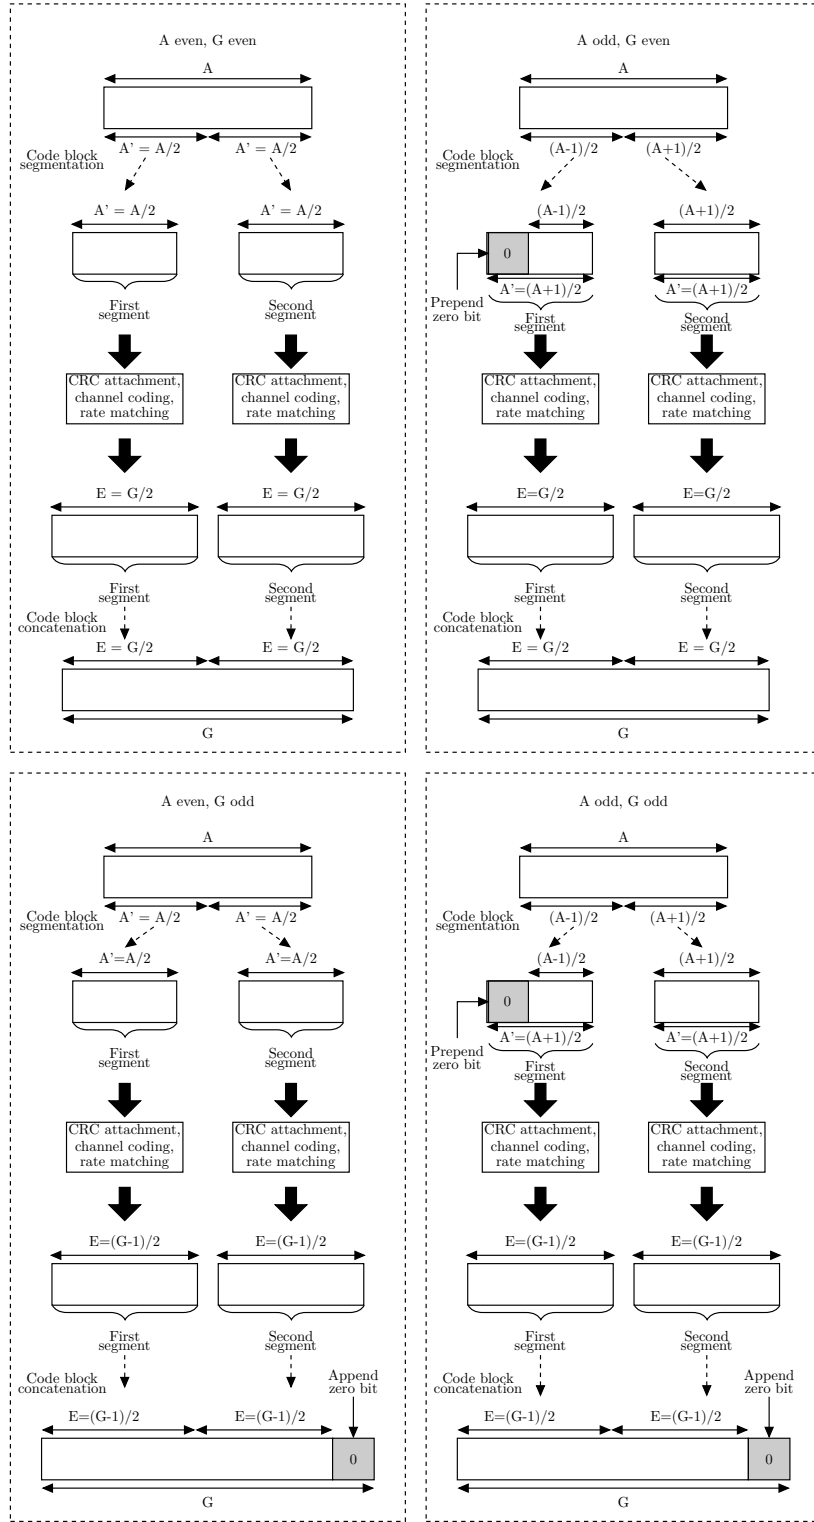 A even, G even
A
A' = A/2 A' = A/2
Code block
segmentation
A' = A/2 A' = A/2
First
segment
Second
segment
CRC attachment,
channel coding,
rate matching
CRC attachment,
channel coding,
rate matching
E = G/2 E = G/2
First
segment
Second
segment
Code block
concatenation
E = G/2 E = G/2
G
A odd, G even
A
(A-1)/2 (A+1)/2
Code block
segmentation
(A-1)/2 (A+1)/2
0
A'=(A+1)/2 A'=(A+1)/2
Prepend
zero bit
First
segment
Second
segment
CRC attachment,
channel coding,
rate matching
CRC attachment,
channel coding,
rate matching
E=G/2 E=G/2
First
segment
Second
segment
Code block
concatenation
E = G/2 E = G/2
G
A even, G odd
A
A' = A/2 A' = A/2
Code block
segmentation
A'=A/2 A'=A/2
First
segment
Second
segment
CRC attachment,
channel coding,
rate matching
CRC attachment,
channel coding,
rate matching
E=(G-1)/2 E=(G-1)/2
First
segment
Second
segment
Code block
concatenation
Append
zero bit
E=(G-1)/2 E=(G-1)/2
0
G
A odd, G odd
A
(A-1)/2 (A+1)/2
Code block
segmentation
(A-1)/2 (A+1)/2
0
A'=(A+1)/2 A'=(A+1)/2
Prepend
zero bit
First
segment
Second
segment
CRC attachment,
channel coding,
rate matching
CRC attachment,
channel coding,
rate matching
E=(G-1)/2 E=(G-1)/2
First
segment
Second
segment
Code block
concatenation
Append
zero bit
E=(G-1)/2 E=(G-1)/2
0
G